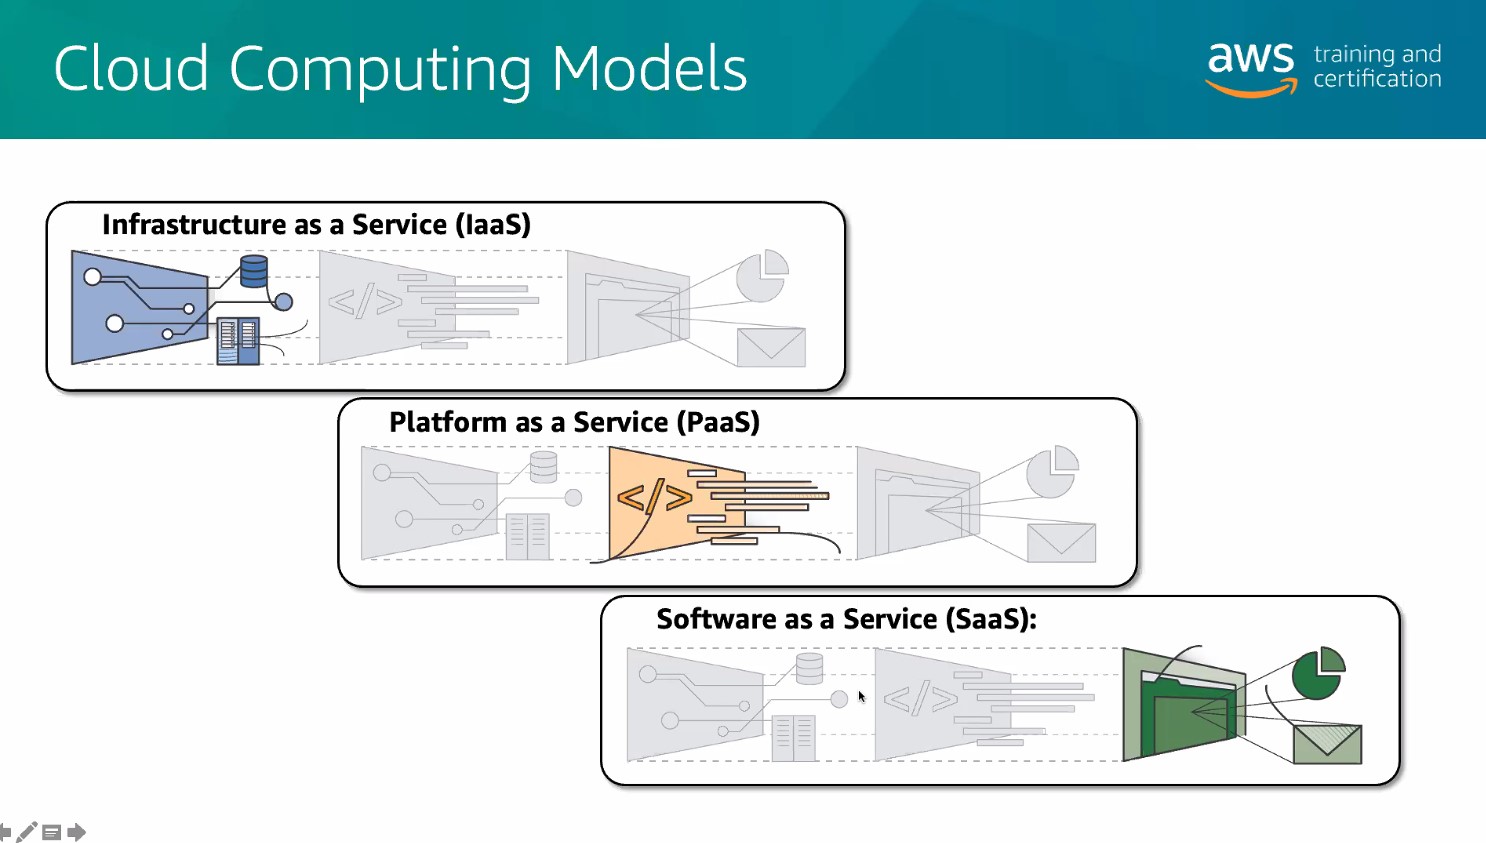 Cloud Computing Models
aws training and
certification
Infrastructure as a Service (IaaS)
</>
Platform as a Service (PaaS)
</>
Software as a Service (SaaS):
</>